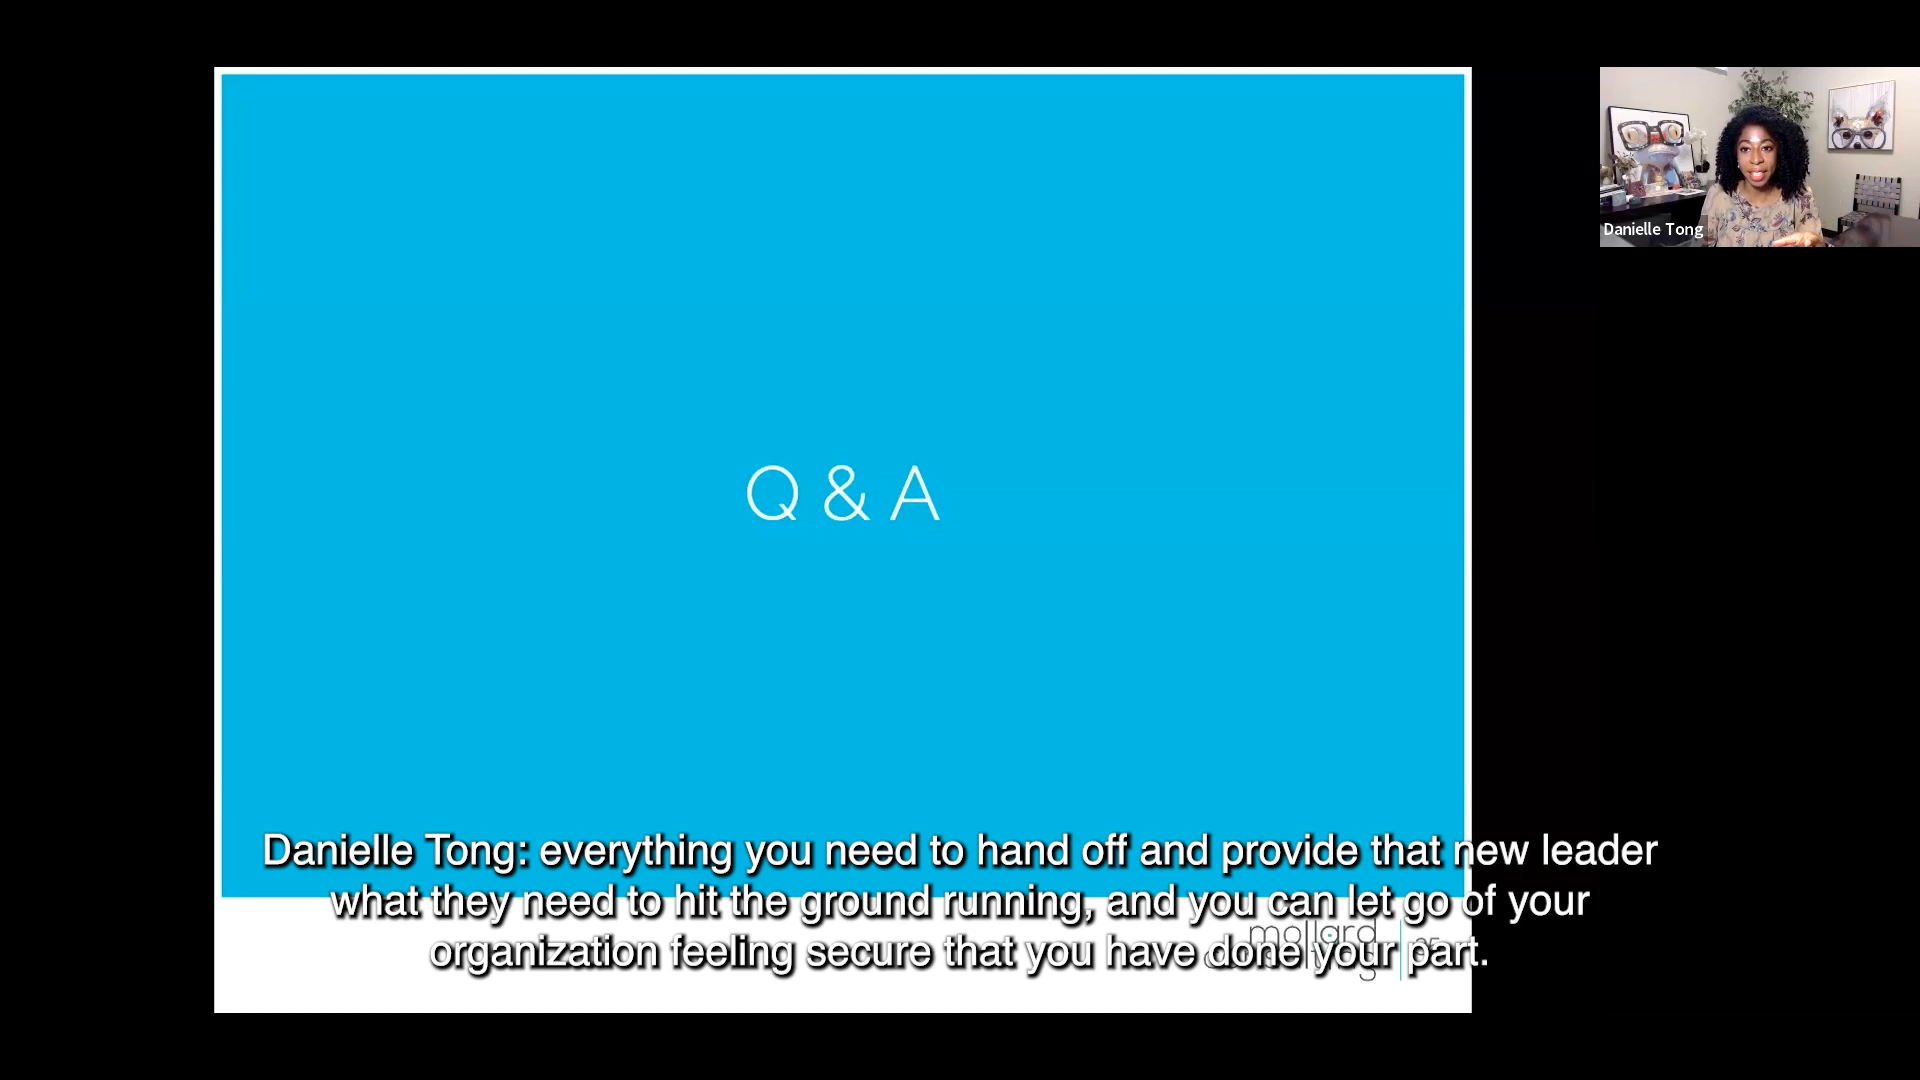 Danielle Tong
Q & A
Danielle Tong: everything you need to hand off and provide that new leader
what they need to hit the ground running, and you can let go of your
organization feeling secure that you have done your part.
mollard